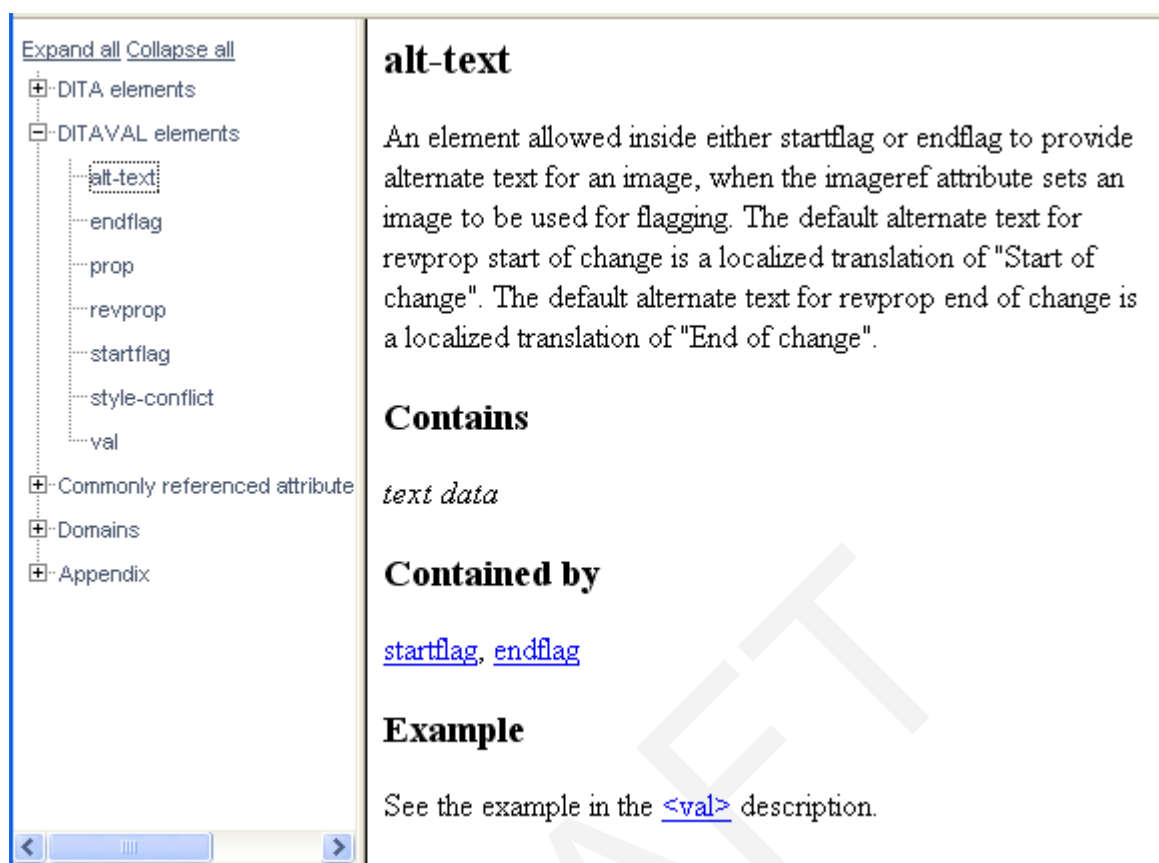 Expand all Collapse all
DITA elements
DITAVAL elements
alt-text
endflag
prop
revprop
startflag
style-conflict
val
Commonly referenced attribute
Domains
Appendix
alt-text
An element allowed inside either startflag or endflag to provide
alternate text for an image, when the imageref attribute sets an
image to be used for flagging. The default alternate text for
revprop start of change is a localized translation of "Start of
change". The default alternate text for revprop end of change is
a localized translation of "End of change".
Contains
text data
Contained by
startflag, endflag
Example
See the example in the <val> description.
AFT